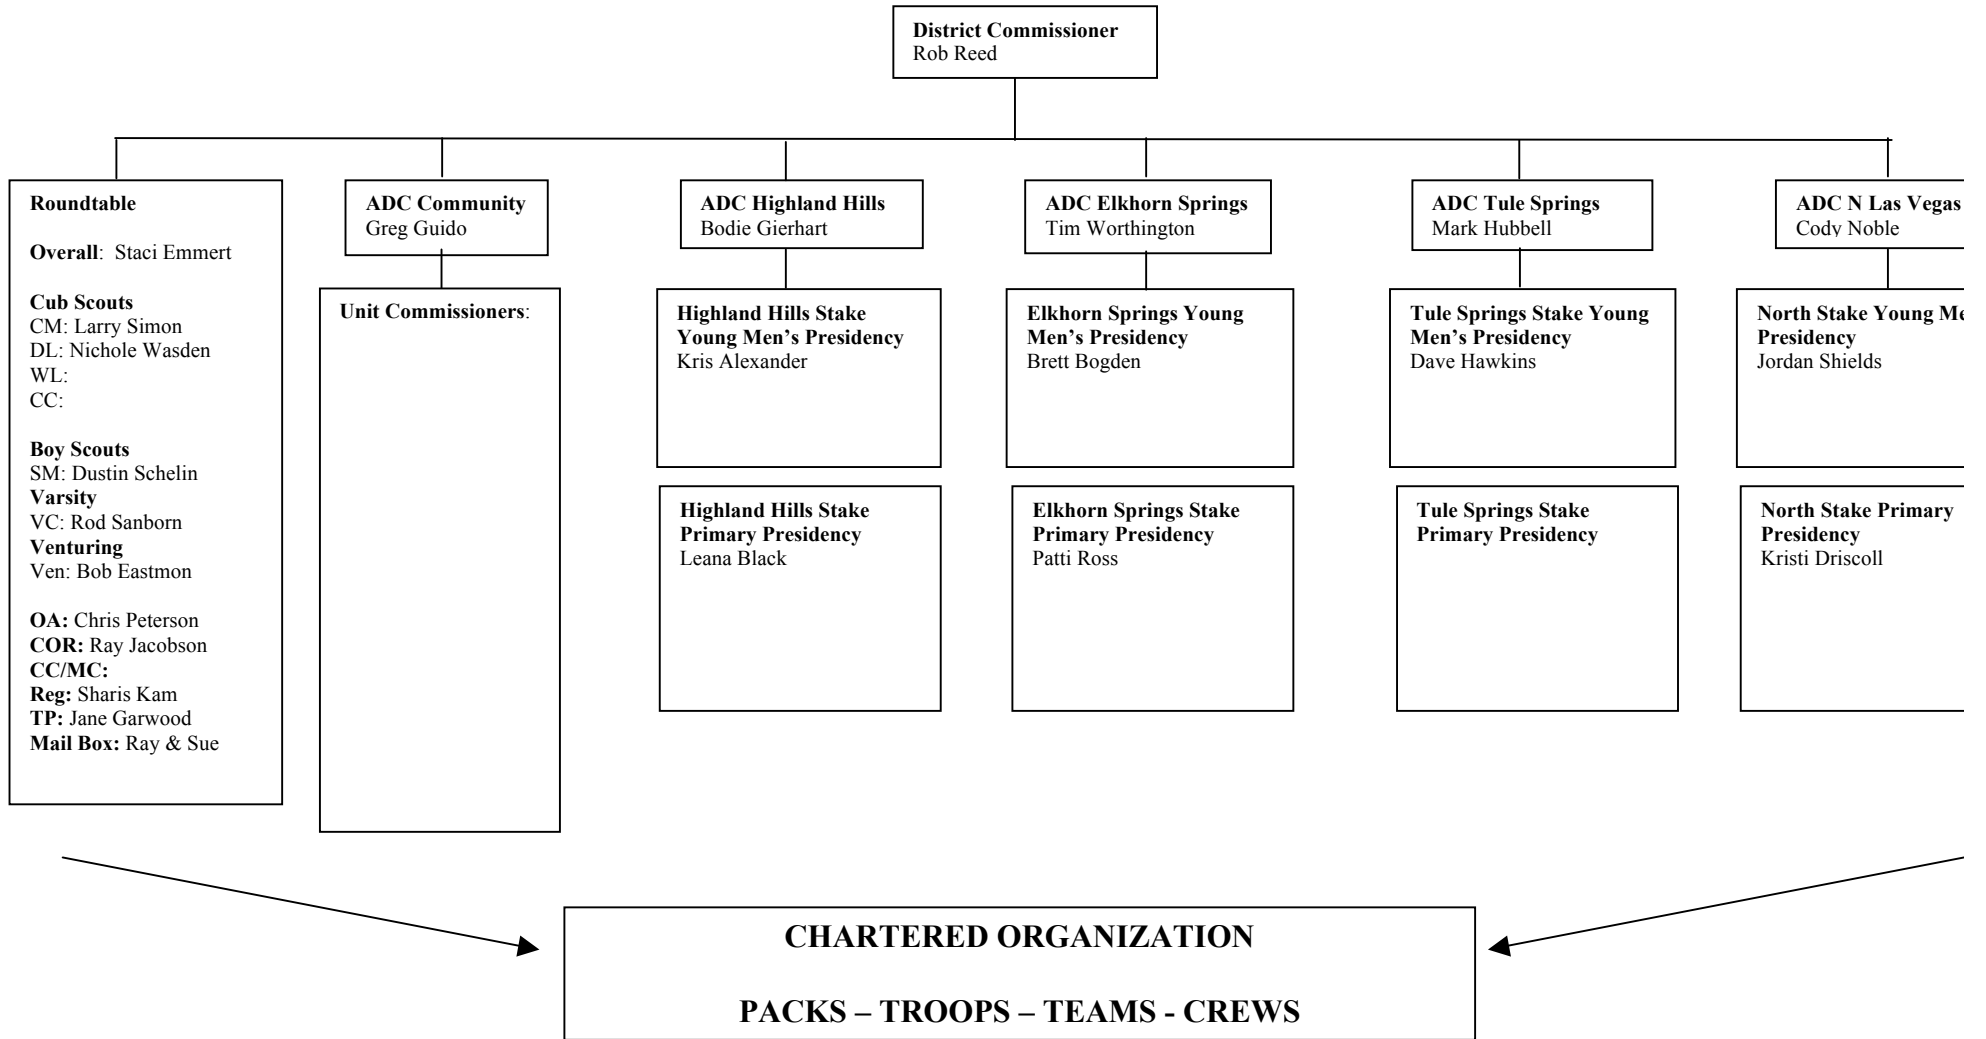 District Commissioner
Rob Reed
Roundtable
Overall: Staci Emmert
Cub Scouts
CM: Larry Simon
DL: Nichole Wasden
WL:
CC:
Boy Scouts
SM: Dustin Schelin
Varsity
VC: Rod Sanborn
Venturing
Ven: Bob Eastmon
OA: Chris Peterson
COR: Ray Jacobson
CC/MC:
Reg: Sharis Kam
TP: Jane Garwood
Mail Box: Ray & Sue
ADC Community
Greg Guido
Unit Commissioners:
ADC Highland Hills
Bodie Gierhart
Highland Hills Stake
Young Men's Presidency
Kris Alexander
Highland Hills Stake
Primary Presidency
Leana Black
ADC Elkhorn Springs
Tim Worthington
Elkhorn Springs Young
Men's Presidency
Brett Bogden
Elkhorn Springs Stake
Primary Presidency
Patti Ross
ADC Tule Springs
Mark Hubbell
Tule Springs Stake Young
Men's Presidency
Dave Hawkins
Tule Springs Stake
Primary Presidency
ADC N Las Vegas
Cody Noble
North Stake Young
Presidency
Jordan Shields
North Stake Primary
Presidency
Kristi Driscoll
CHARTERED ORGANIZATION
PACKS – TROOPS – TEAMS - CREWS